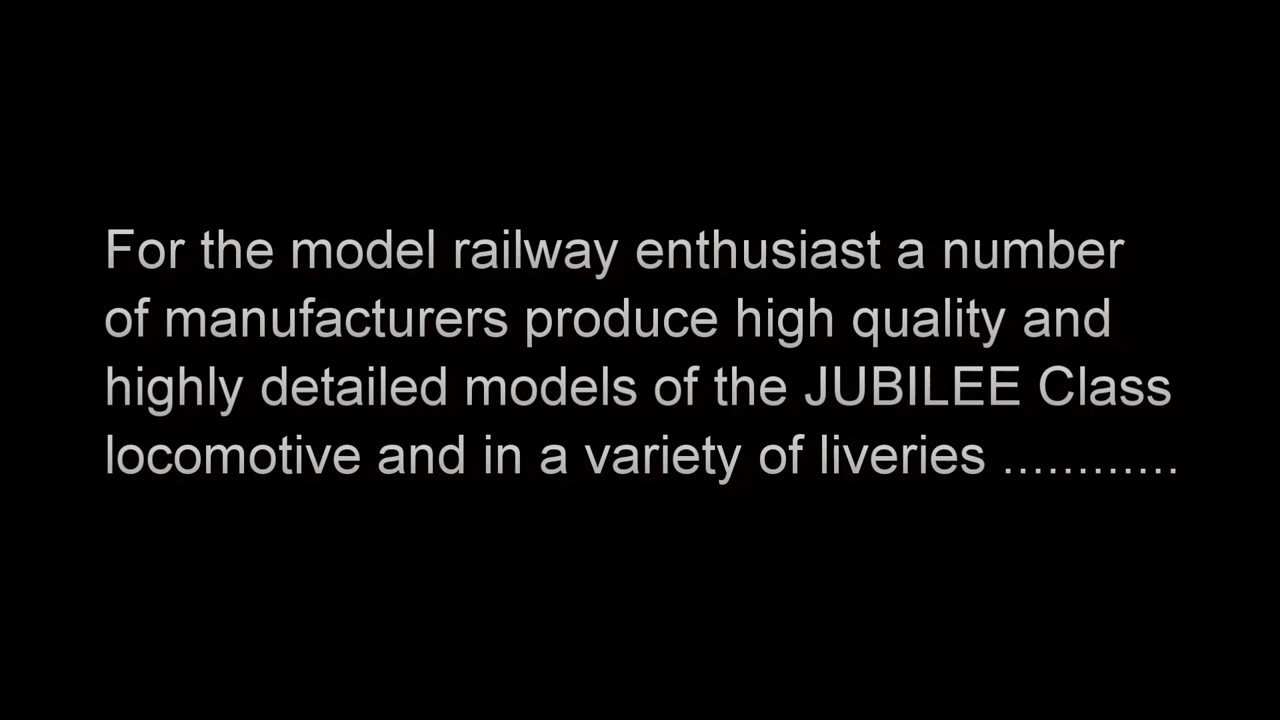 For the model railway enthusiast a number
of manufacturers produce high quality and
highly detailed models of the JUBILEE Class
locomotive and in a variety of liveries ............